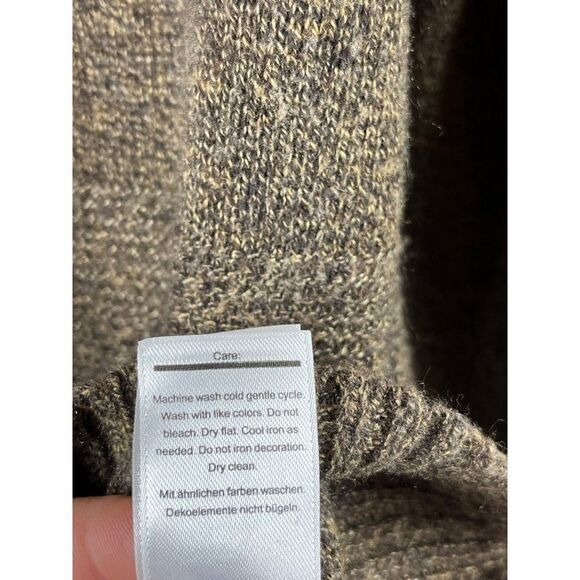 Care:
Machine wash cold gentle cycle.
Wash with like colors. Do not
bleach. Dry flat. Cool iron as
needed. Do not iron decoration.
Dry clean.
Mit ähnlichen farben waschen.
Dekoelemente nicht bügeln.